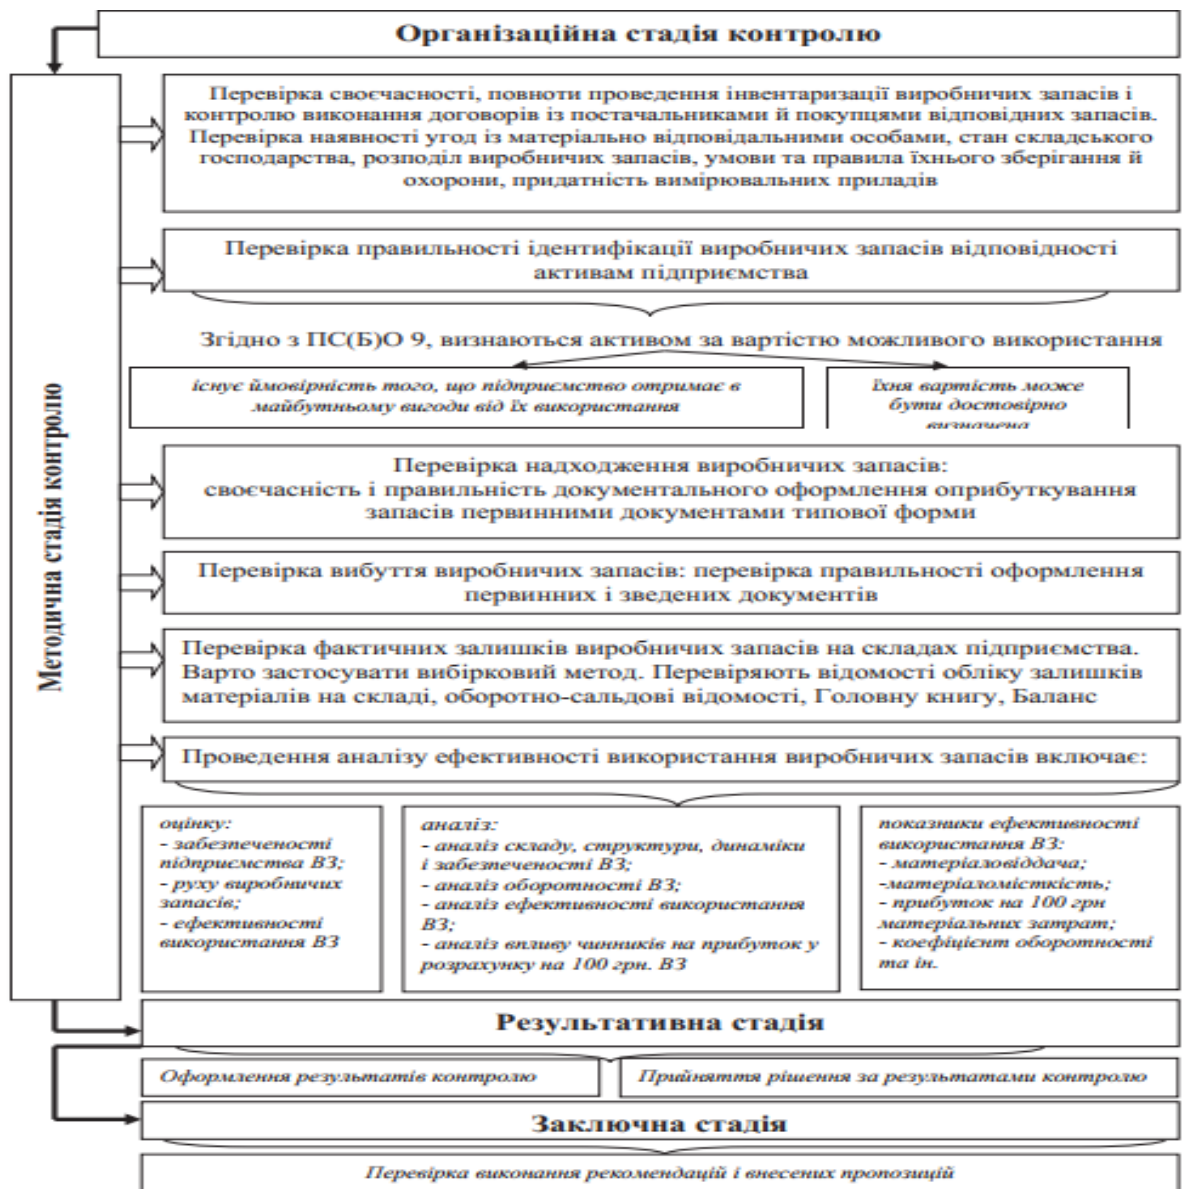 Організаційна стадія контролю
Методична стадія контролю
Перевірка своєчасності, повноти проведення інвентаризації виробничих запасів і
контролю виконання договорів із постачальниками й покупцями відповідних запасів.
Перевірка наявності угод із матеріально відповідальними особами, стан складського
господарства, розподіл виробничих запасів, умови та правила їхнього зберігання й
охорони, придатність вимірювальних приладів
Перевірка правильності ідентифікації виробничих запасів відповідності
активам підприємства
Згідно з ПС(Б)О 9, визнаються активом за вартістю можливого використання
існує ймовірність того, що підприємство отримає в
майбутньому вигоди від їх використання
їхня вартість може
бути достовірно
визначена
Перевірка надходження виробничих запасів:
своєчасність і правильність документального оформлення оприбуткування
запасів первинними документами типової форми
Перевірка вибуття виробничих запасів: перевірка правильності оформлення
первинних і зведених документів
Перевірка фактичних залишків виробничих запасів на складах підприємства.
Варто застосувати вибірковий метод. Перевіряють відомості обліку залишків
матеріалів на складі, оборотно-сальдові відомості, Головну книгу, Баланс
Проведення аналізу ефективності використання виробничих запасів включає:
оцінку:
- забезпеченості
підприємства ВЗ;
- руху виробничих
запасів;
- ефективності
використання ВЗ
аналіз:
- аналіз складу, структури, динаміки
і забезпеченості ВЗ;
- аналіз оборотності ВЗ;
- аналіз ефективності використання
ВЗ;
- аналіз впливу чинників на прибуток у
розрахунку на 100 грн. ВЗ
показники ефективності
використання ВЗ:
- матеріаловіддача;
-матеріаломісткість;
- прибуток на 100 грн
матеріальних затрат;
- коефіцієнт оборотності
та ін.
Результативна стадія
Оформлення результатів контролю
Прийняття рішення за результатами контролю
Заключна стадія
Перевірка виконання рекомендацій і внесених пропозицій